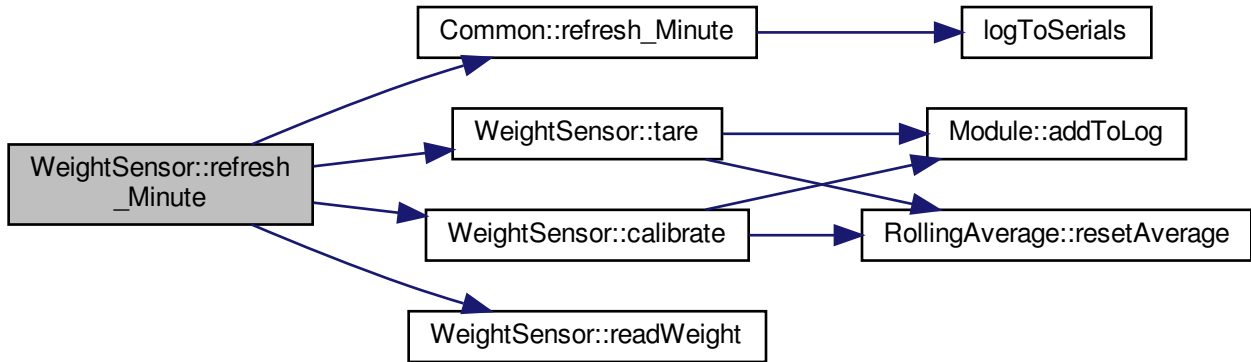 Common::refresh_Minute
logToSerials
WeightSensor::tare
Module::addToLog
WeightSensor::refresh
_Minute
WeightSensor::calibrate
RollingAverage::resetAverage
WeightSensor::readWeight